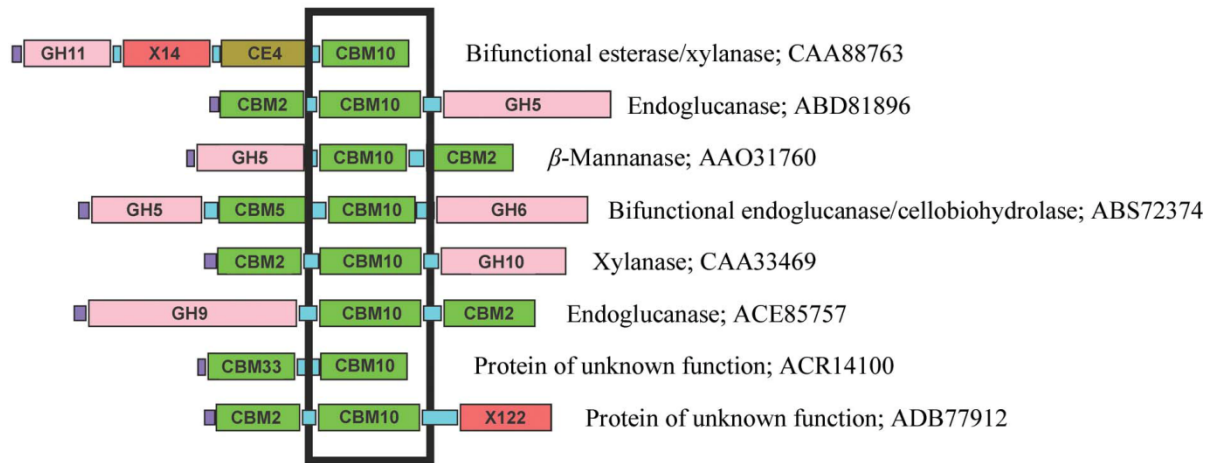 GH11 X14 CE4 CBM10 Bifunctional esterase/xylanase; CAA88763
CBM2 CBM10 GH5 Endoglucanase; ABD81896
GH5 CBM10 CBM2 β-Mannanase; AAO31760
GH5 CBM5 CBM10 GH6 Bifunctional endoglucanase/cellobiohydrolase; ABS72374
CBM2 CBM10 GH10 Xylanase; CAA33469
GH9 CBM10 CBM2 Endoglucanase; ACE85757
CBM33 CBM10 Protein of unknown function; ACR14100
CBM2 CBM10 X122 Protein of unknown function; ADB77912